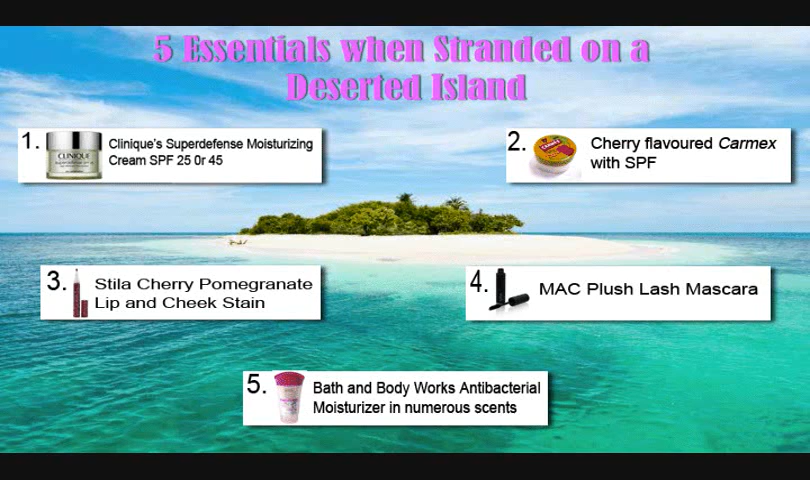 5 Essentials when Stranded on a
Deserted Island
1. Clinique's Superdefense Moisturizing
Cream SPF 25 0r 45
CLINIQUE
2. Cherry flavoured Carmex
with SPF
3. Stila Cherry Pomegranate
Lip and Cheek Stain
4. MAC Plush Lash Mascara
5. Bath and Body Works Antibacterial
Moisturizer in numerous scents